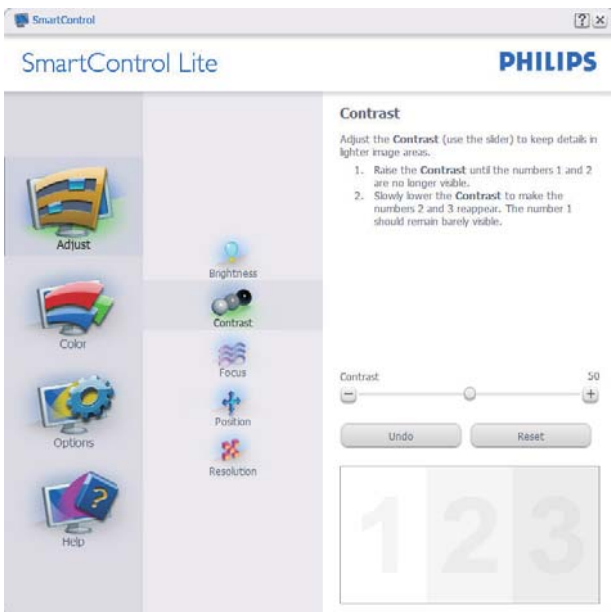 SmartControl
SmartControl Lite
PHILIPS
Adjust
Color
Options
Help
Brightness
Contrast
Focus
Position
Resolution
Contrast
Adjust the Contrast (use the slider) to keep details in
lighter image areas.
1. Raise the Contrast until the numbers 1 and 2
are no longer visible.
2. Slowly lower the Contrast to make the
numbers 2 and 3 reappear. The number 1
should remain barely visible.
Contrast 50
Undo Reset
1 2 3